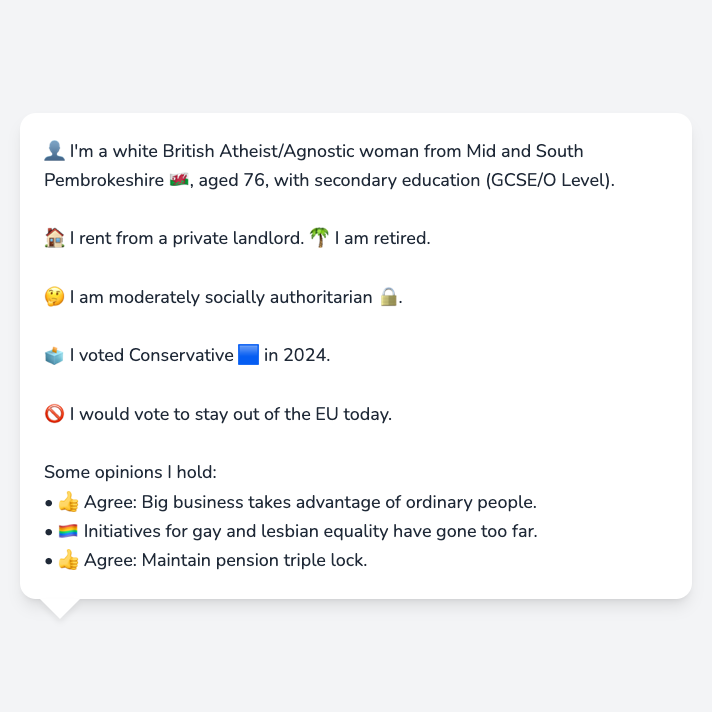 👤 I'm a white British Atheist/Agnostic woman from Mid and South
Pembrokeshire 🏴󠁧󠁢󠁷󠁬󠁳󠁿, aged 76, with secondary education (GCSE/O Level).
🏠 I rent from a private landlord. 🌴 I am retired.
🤔 I am moderately socially authoritarian 🔒.
🗳️ I voted Conservative 🟦 in 2024.
🚫 I would vote to stay out of the EU today.
Some opinions I hold:
• 👍 Agree: Big business takes advantage of ordinary people.
• 🏳️‍🌈 Initiatives for gay and lesbian equality have gone too far.
• 👍 Agree: Maintain pension triple lock.